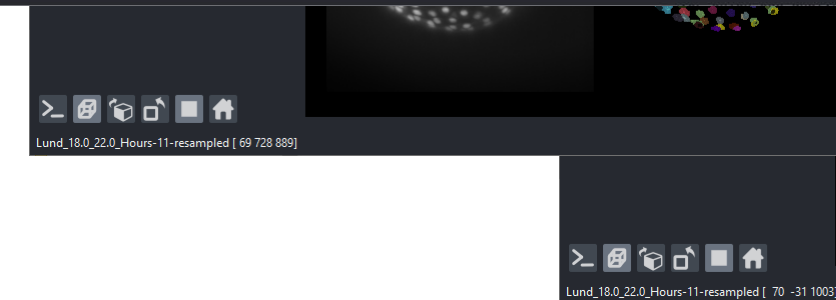 Lund_18.0_22.0_Hours-11-resampled [ 69 728 889]
Lund_18.0_22.0_Hours-11-resampled [  70  -31 1003